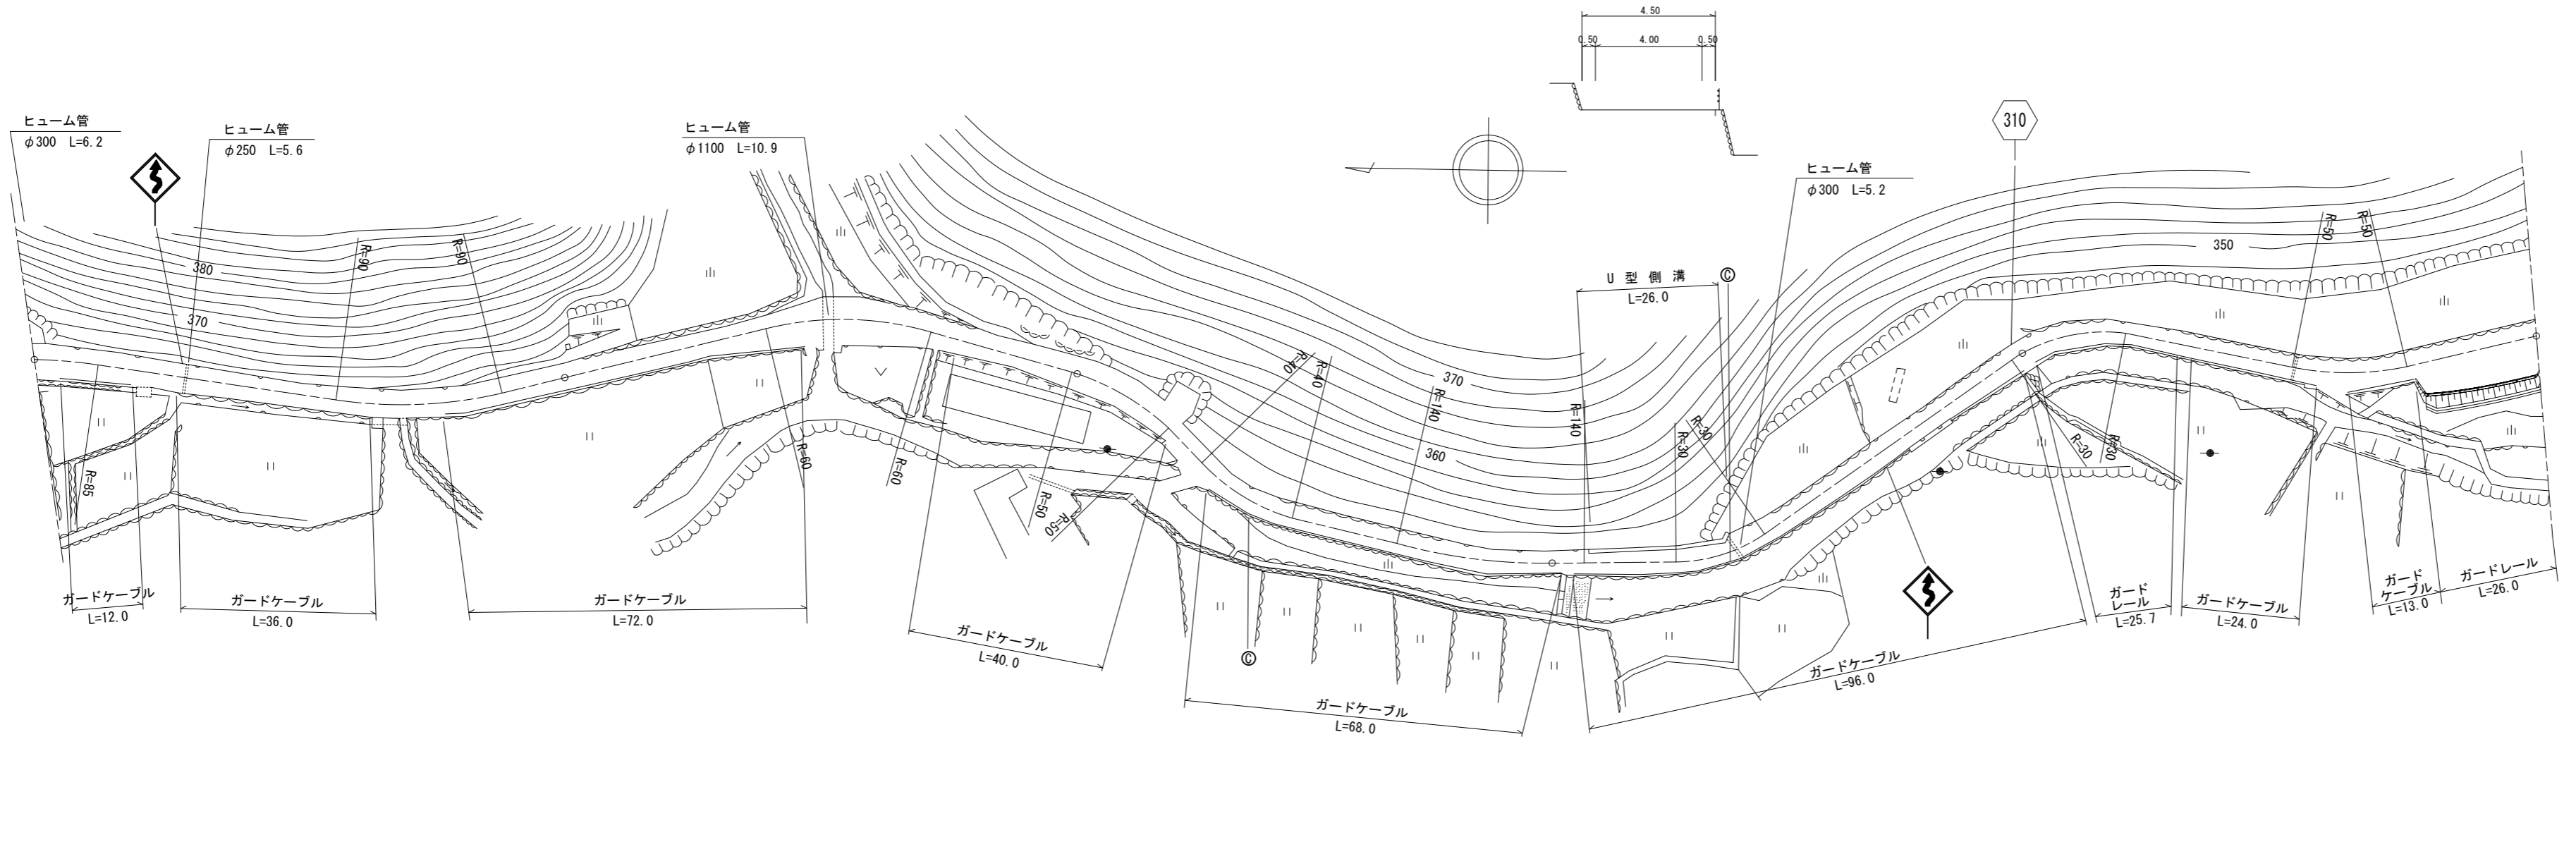 4.50
0.50
4.00
0.50
ヒューム管
φ300 L=6.2
ヒューム管
φ250 L=5.6
ヒューム管
φ1100 L=10.9
310
ヒューム管
φ300 L=5.2
380
370
R=90
R=90
R=50
R=50
350
U型側溝
L=26.0
C
R=40
R=40
R=140
370
360
R=140
R=30
R=30
R=85
R=60
R=60
R=50
R=50
R=30
R=30
ガードケーブル
L=12.0
ガードケーブル
L=36.0
ガードケーブル
L=72.0
ガードケーブル
L=40.0
C
ガードケーブル
L=68.0
ガードケーブル
L=96.0
ガード
レール
L=25.7
ガードケーブル
L=24.0
ガード
ケーブル
L=13.0
ガードレール
L=26.0